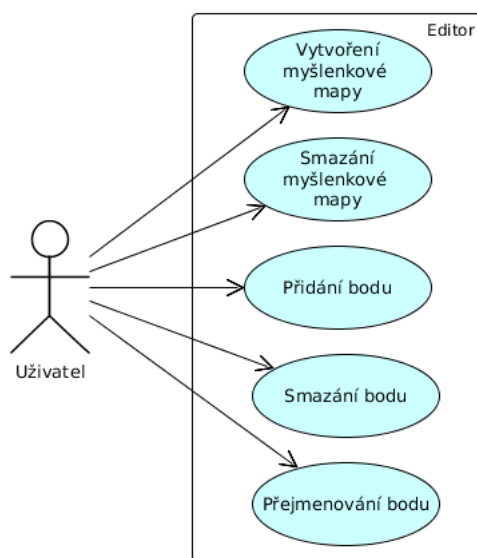 Editor
Vytvoření
myšlenkové
mapy
Smazání
myšlenkové
mapy
Přidání bodu
Uživatel
Smazání bodu
Přejmenování bodu